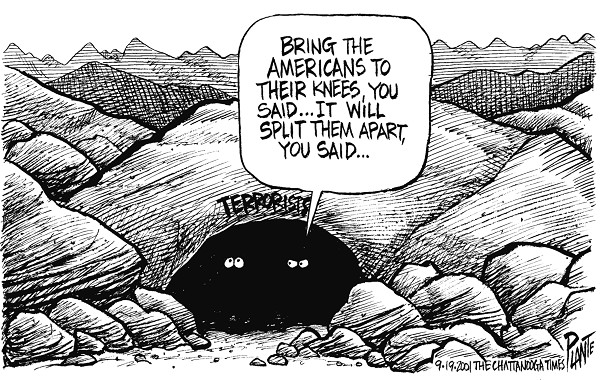 BRING THE
AMERICANS TO
THEIR KNEES, YOU
SAID... IT WILL
SPLIT THEM APART,
YOU SAID...
TERRORISTS
9.19.2001 THE CHATTANOOGA TIMES
PLANTE